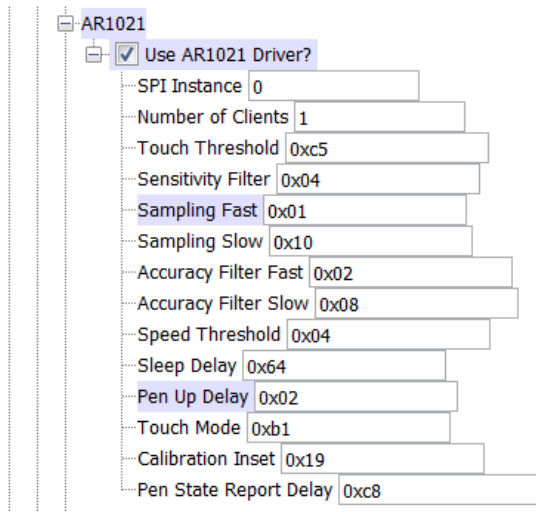 AR1021
Use AR1021 Driver?
SPI Instance 0
Number of Clients 1
Touch Threshold 0xc5
Sensitivity Filter 0x04
Sampling Fast 0x01
Sampling Slow 0x10
Accuracy Filter Fast 0x02
Accuracy Filter Slow 0x08
Speed Threshold 0x04
Sleep Delay 0x64
Pen Up Delay 0x02
Touch Mode 0xb1
Calibration Inset 0x19
Pen State Report Delay 0xc8